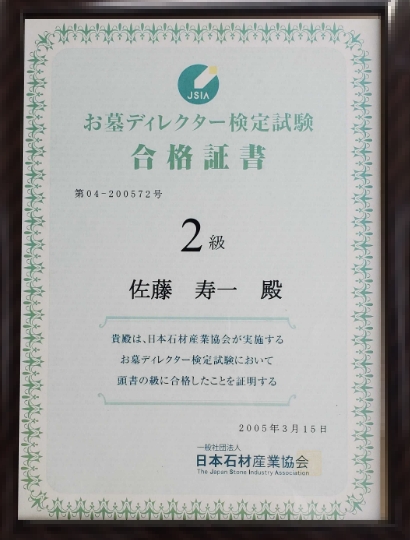 JSIA
お墓ディレクター検定試験
合格証書
第04-200572号
2級
佐藤 寿一 殿
貴殿は、日本石材産業協会が実施する
お墓ディレクター検定試験において
頭書の級に合格したことを証明する
2005年3月15日
一般社団法人
日本石材産業協会
The Japan Stone Industry Association